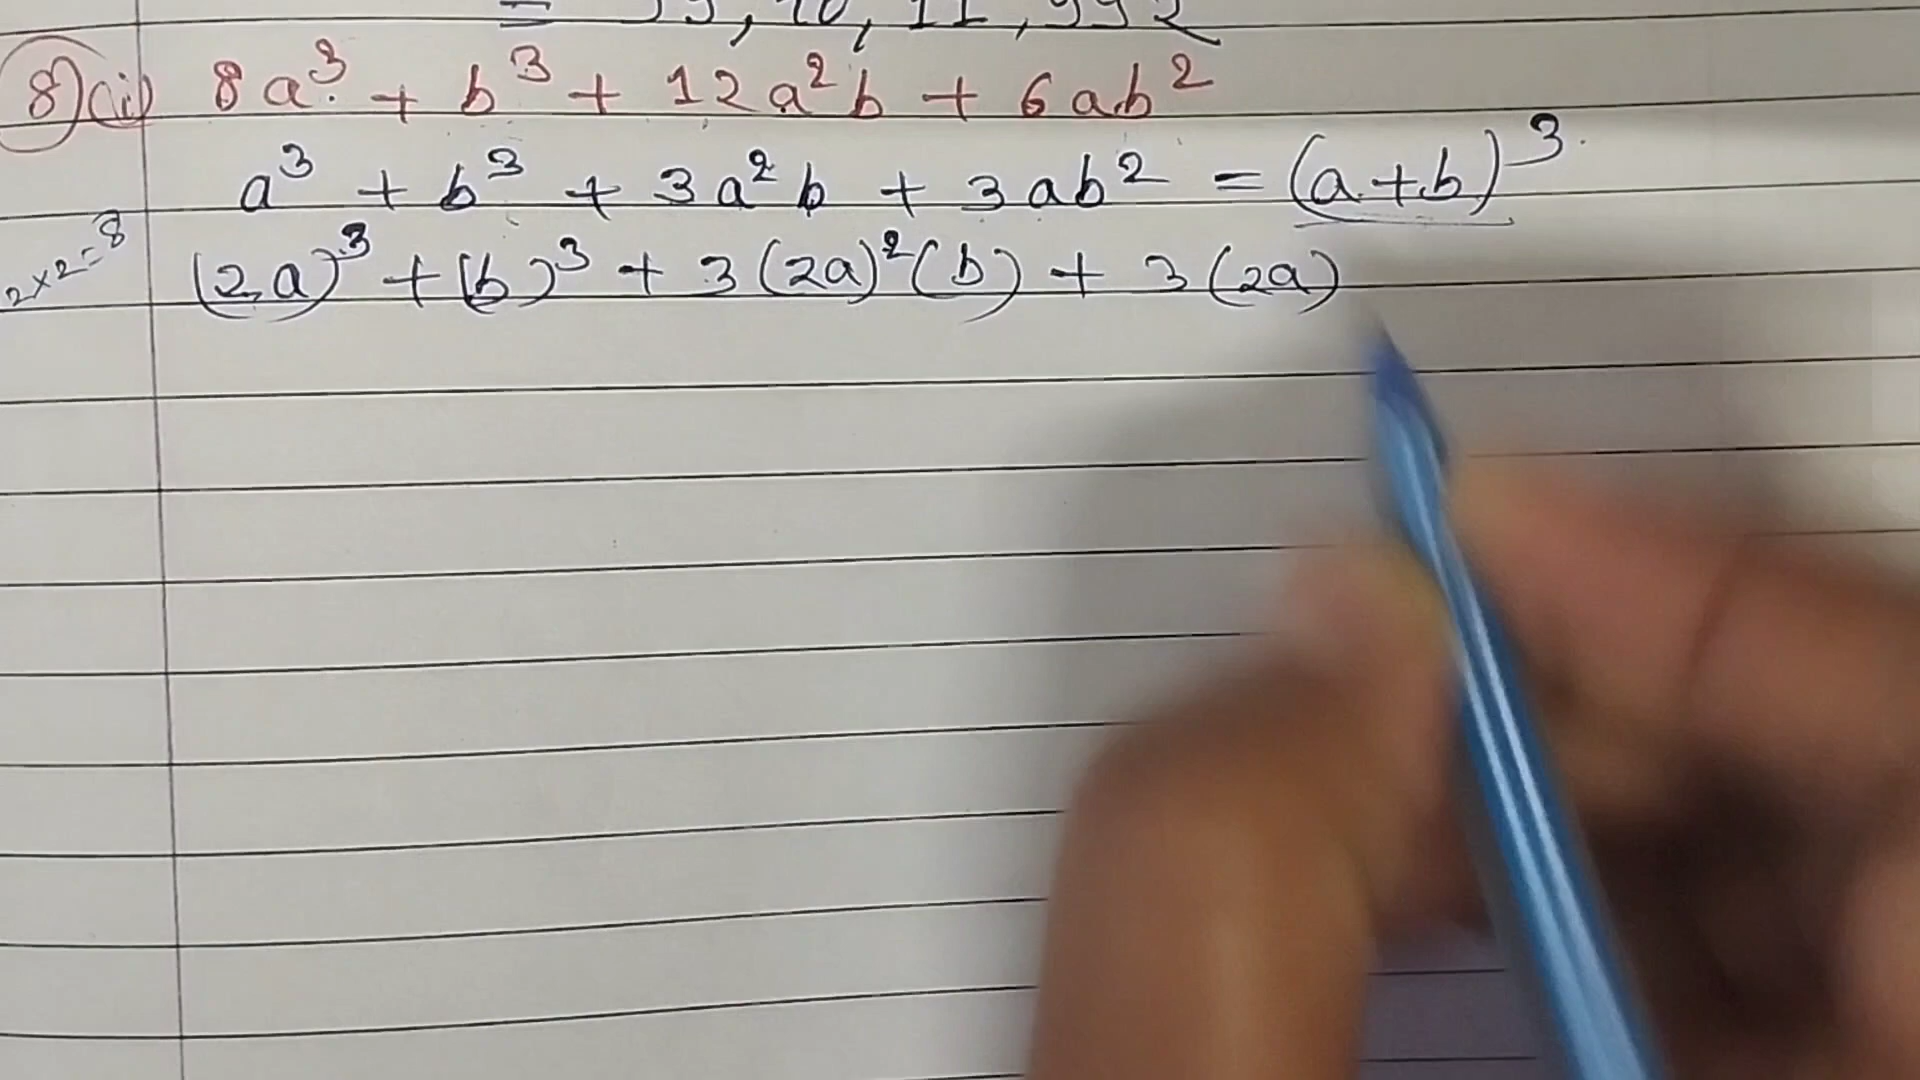 8) (i) 8a³ + b³ + 12a²b + 6ab²
a³ + b³ + 3a²b + 3ab² = (a+b)³
2×2=8 (2a)³ + (b)³ + 3(2a)²(b) + 3(2a)